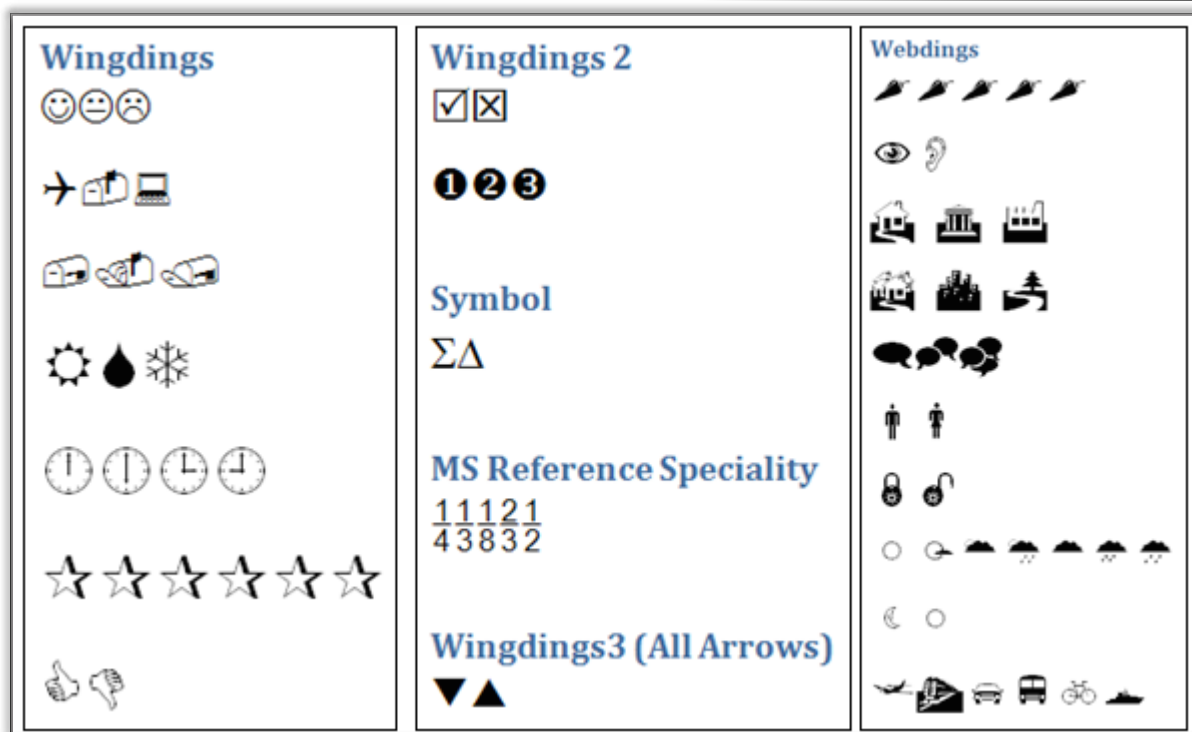 Wingdings
Wingdings 2
❶❷❸
Symbol
ΣΔ
MS Reference Speciality
1/4 1/3 1/8 2/3 1/2
Wingdings3 (All Arrows)
Webdings